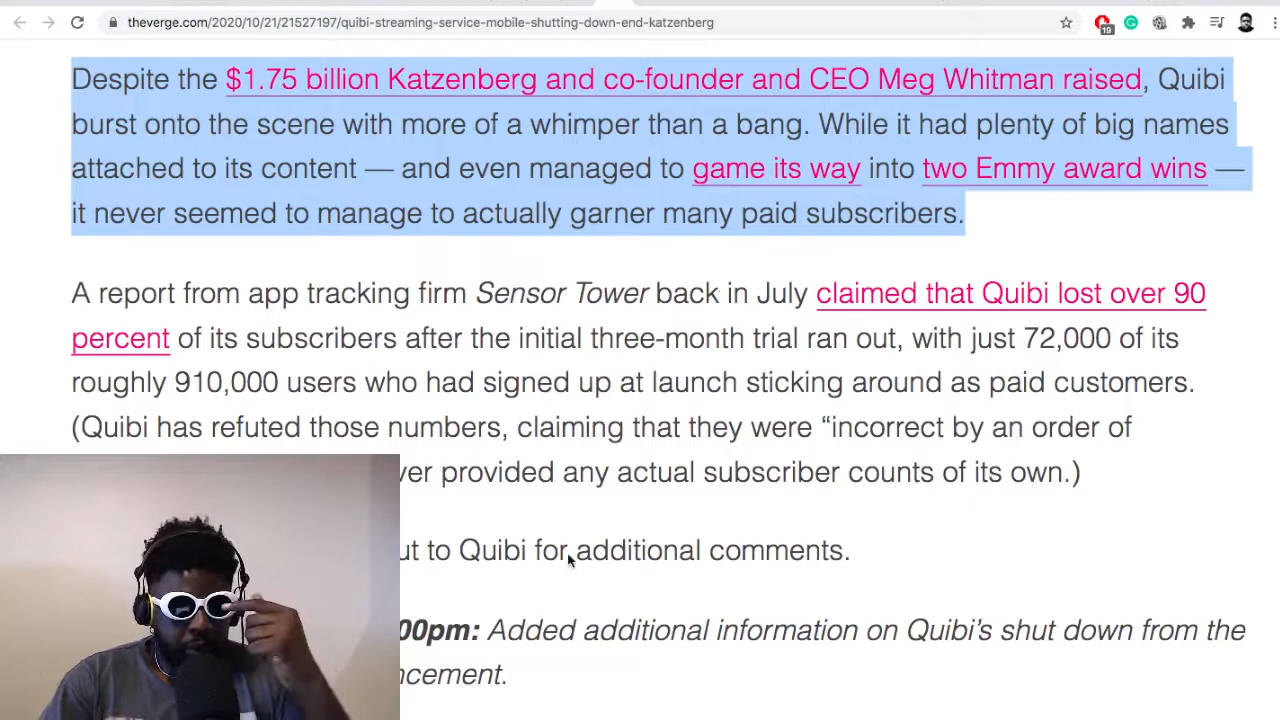 theverge.com/2020/10/21/21527197/quibi-streaming-service-mobile-shutting-down-end-katzenberg
19
Despite the $1.75 billion Katzenberg and co-founder and CEO Meg Whitman raised, Quibi
burst onto the scene with more of a whimper than a bang. While it had plenty of big names
attached to its content — and even managed to game its way into two Emmy award wins —
it never seemed to manage to actually garner many paid subscribers.
A report from app tracking firm Sensor Tower back in July claimed that Quibi lost over 90
percent of its subscribers after the initial three-month trial ran out, with just 72,000 of its
roughly 910,000 users who had signed up at launch sticking around as paid customers.
(Quibi has refuted those numbers, claiming that they were “incorrect by an order of
ver provided any actual subscriber counts of its own.)
ut to Quibi for additional comments.
00pm: Added additional information on Quibi’s shut down from the
ncement.